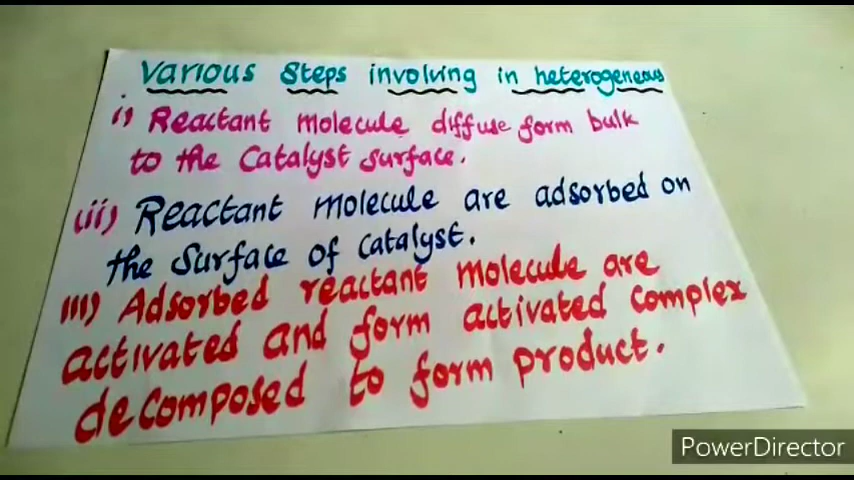 Various Steps involving in heterogeneous
i) Reactant molecule diffuse form bulk
to the Catalyst surface.
(ii) Reactant molecule are adsorbed on
the surface of catalyst.
III) Adsorbed reactant molecule are
activated and form activated complex
decomposed to form product.
PowerDirector